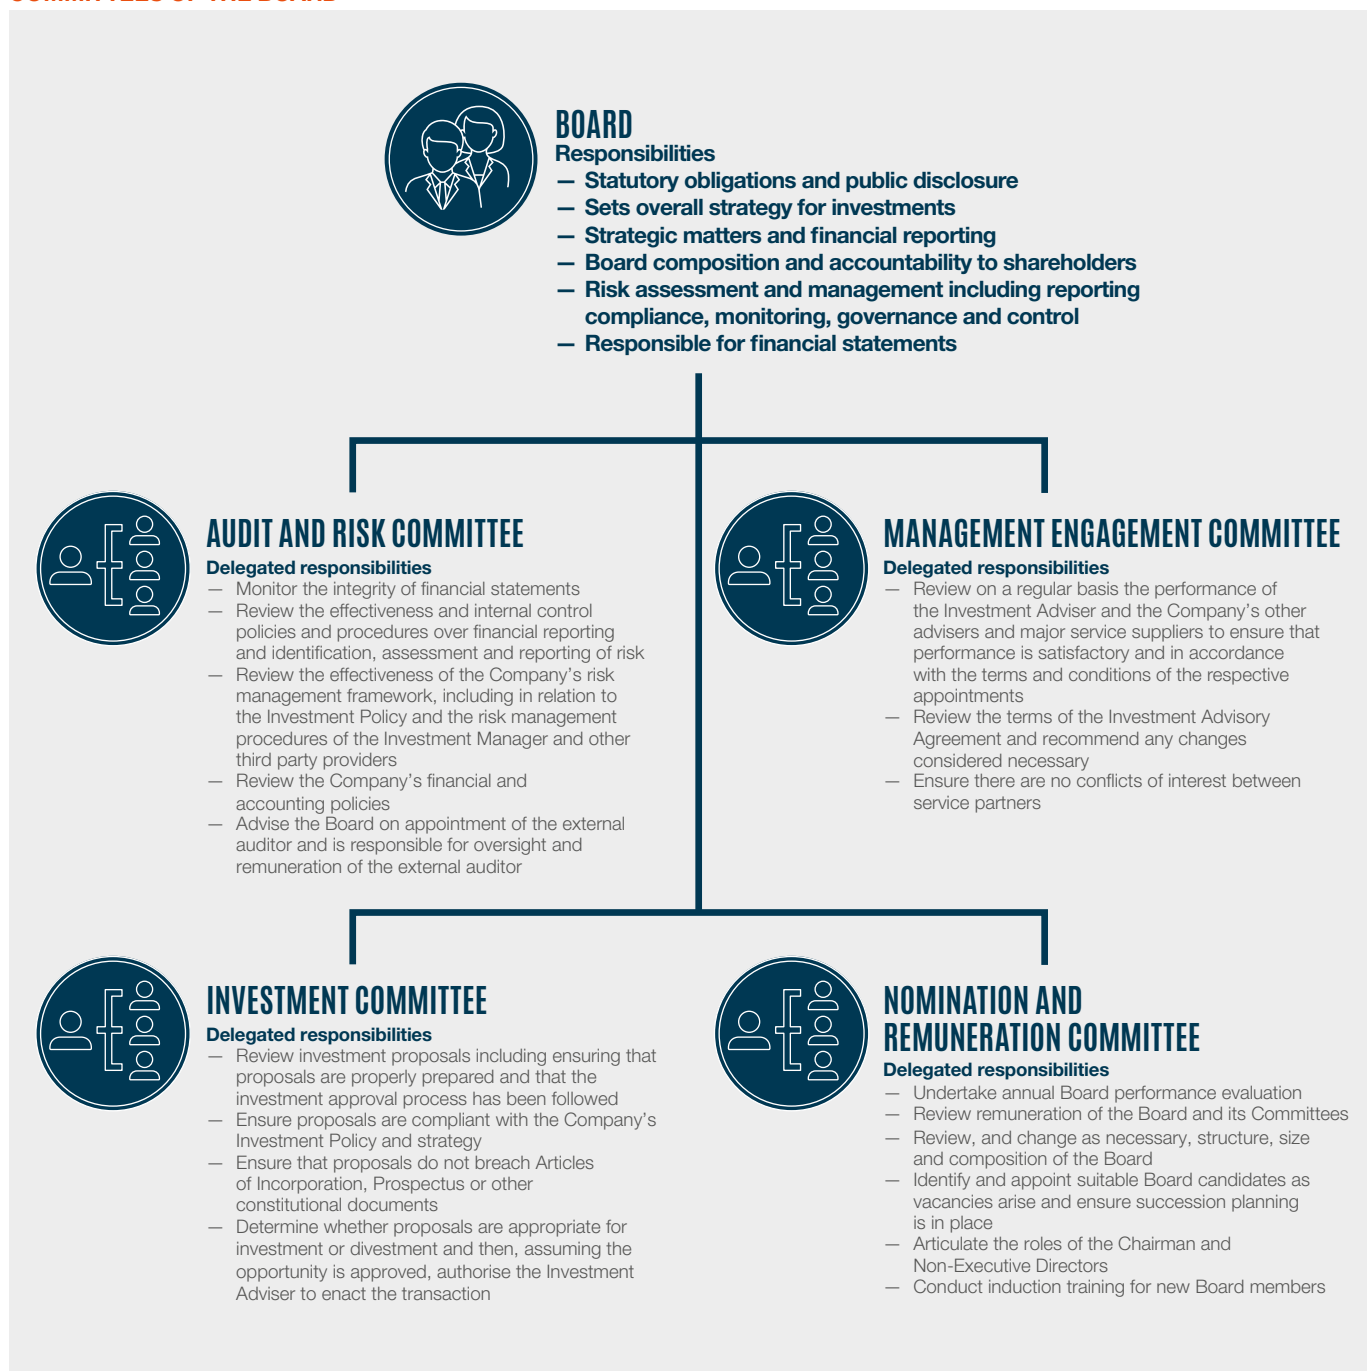 COMMITTEES OF THE BOARD
BOARD
Responsibilities
— Statutory obligations and public disclosure
— Sets overall strategy for investments
— Strategic matters and financial reporting
— Board composition and accountability to shareholders
— Risk assessment and management including reporting
compliance, monitoring, governance and control
— Responsible for financial statements
AUDIT AND RISK COMMITTEE
Delegated responsibilities
— Monitor the integrity of financial statements
— Review the effectiveness and internal control
policies and procedures over financial reporting
and identification, assessment and reporting of risk
— Review the effectiveness of the Company's risk
management framework, including in relation to
the Investment Policy and the risk management
procedures of the Investment Manager and other
third party providers
— Review the Company's financial and
accounting policies
— Advise the Board on appointment of the external
auditor and is responsible for oversight and
remuneration of the external auditor
MANAGEMENT ENGAGEMENT COMMITTEE
Delegated responsibilities
— Review on a regular basis the performance of
the Investment Adviser and the Company's other
advisers and major service suppliers to ensure that
performance is satisfactory and in accordance
with the terms and conditions of the respective
appointments
— Review the terms of the Investment Advisory
Agreement and recommend any changes
considered necessary
— Ensure there are no conflicts of interest between
service partners
INVESTMENT COMMITTEE
Delegated responsibilities
— Review investment proposals including ensuring that
proposals are properly prepared and that the
investment approval process has been followed
— Ensure proposals are compliant with the Company's
Investment Policy and strategy
— Ensure that proposals do not breach Articles
of Incorporation, Prospectus or other
constitutional documents
— Determine whether proposals are appropriate for
investment or divestment and then, assuming the
opportunity is approved, authorise the Investment
Adviser to enact the transaction
NOMINATION AND
REMUNERATION COMMITTEE
Delegated responsibilities
— Undertake annual Board performance evaluation
— Review remuneration of the Board and its Committees
— Review, and change as necessary, structure, size
and composition of the Board
— Identify and appoint suitable Board candidates as
vacancies arise and ensure succession planning
is in place
— Articulate the roles of the Chairman and
Non-Executive Directors
— Conduct induction training for new Board members